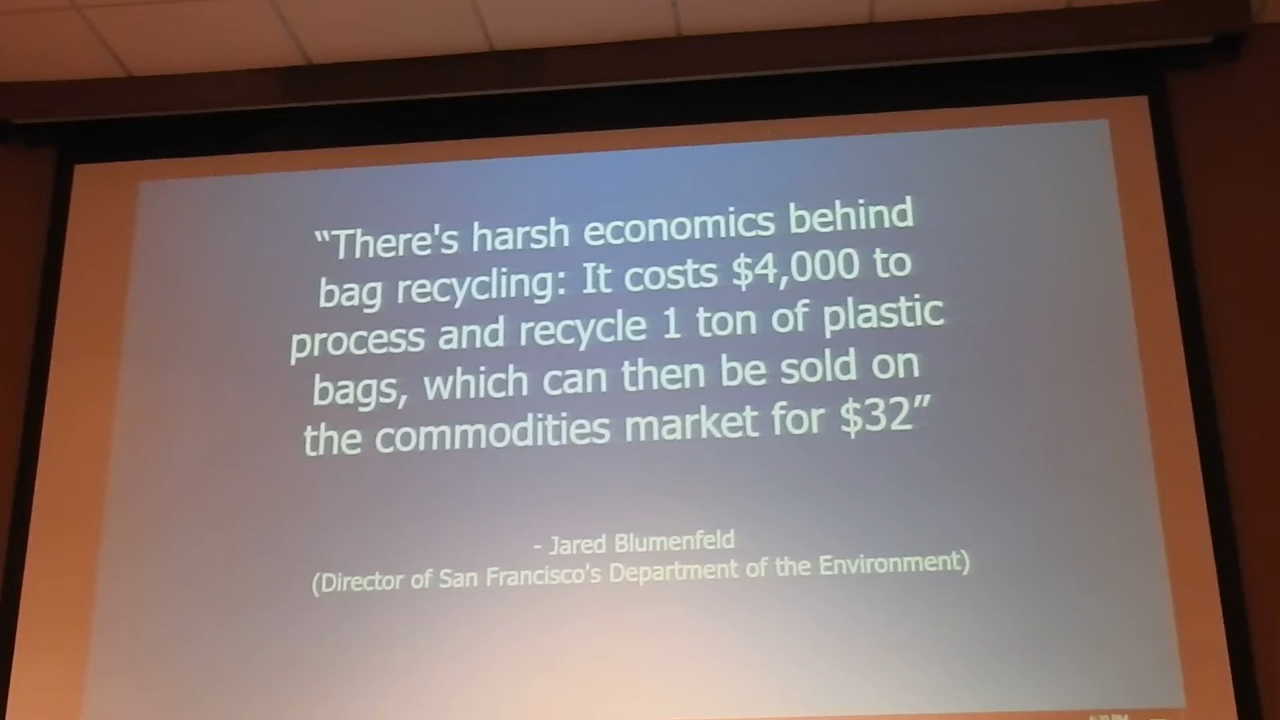 “There's harsh economics behind
bag recycling: It costs $4,000 to
process and recycle 1 ton of plastic
bags, which can then be sold on
the commodities market for $32”
- Jared Blumenfeld
(Director of San Francisco's Department of the Environment)